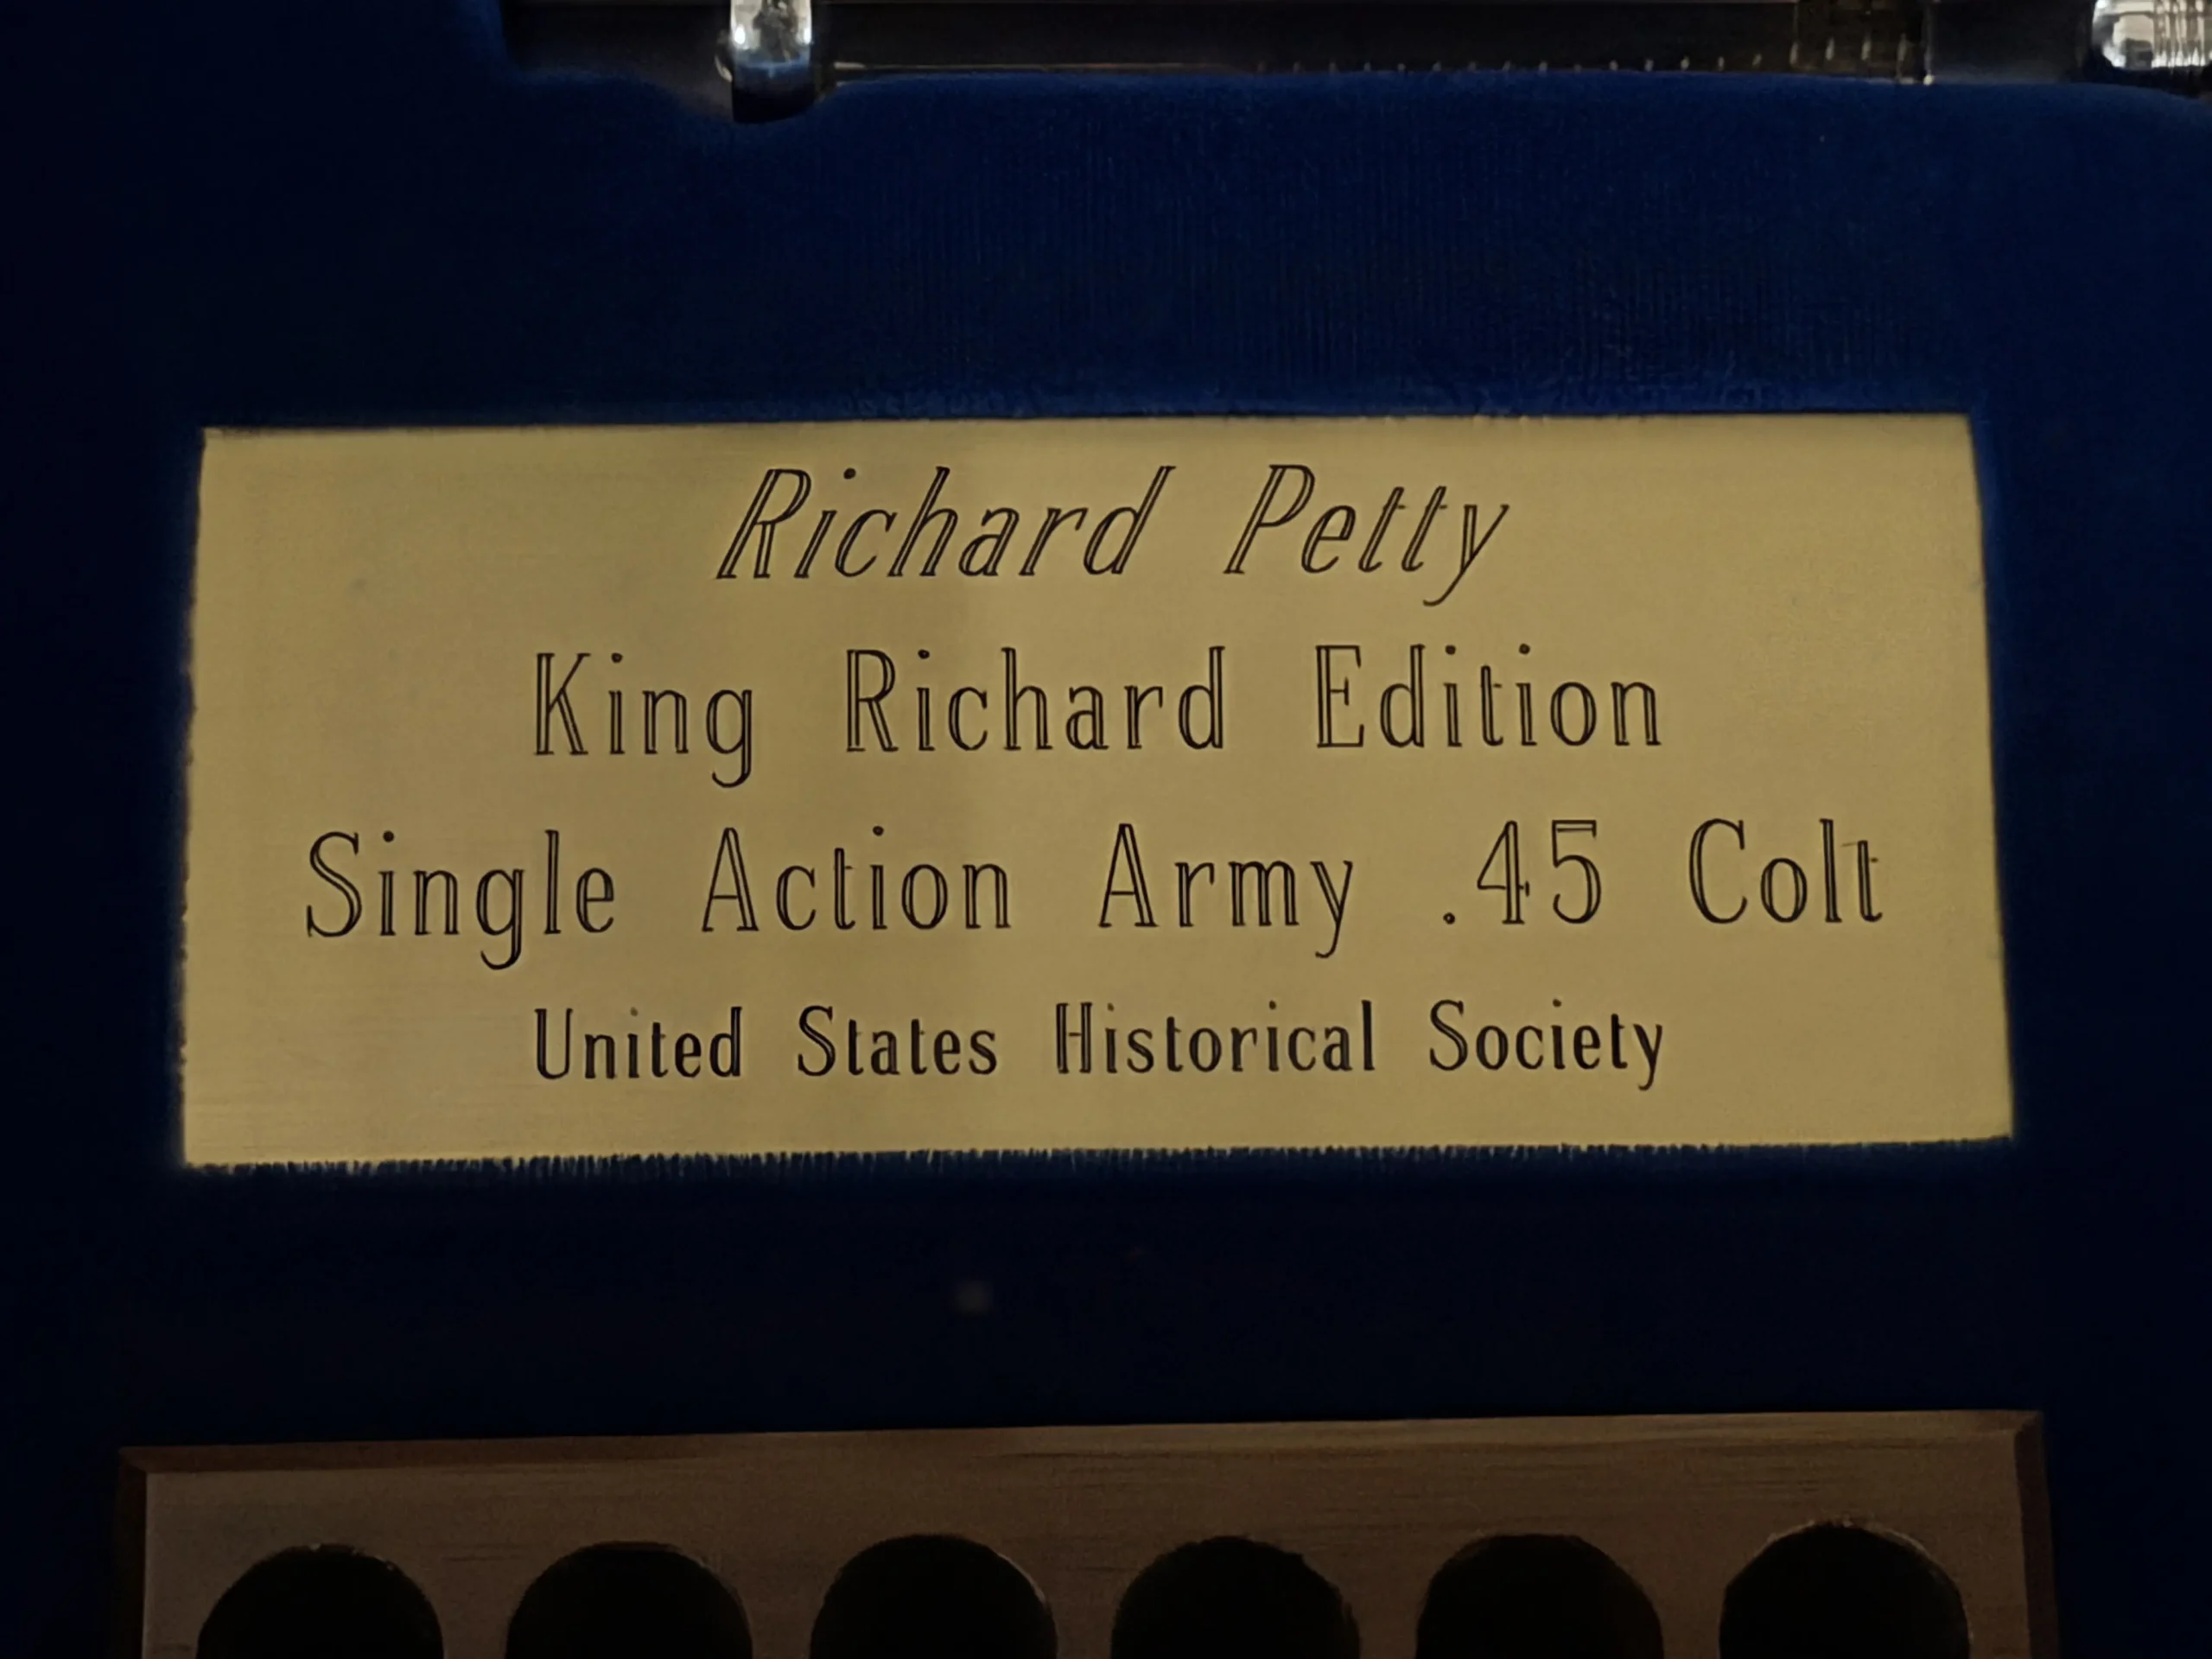 Richard Petty
King Richard Edition
Single Action Army .45 Colt
United States Historical Society